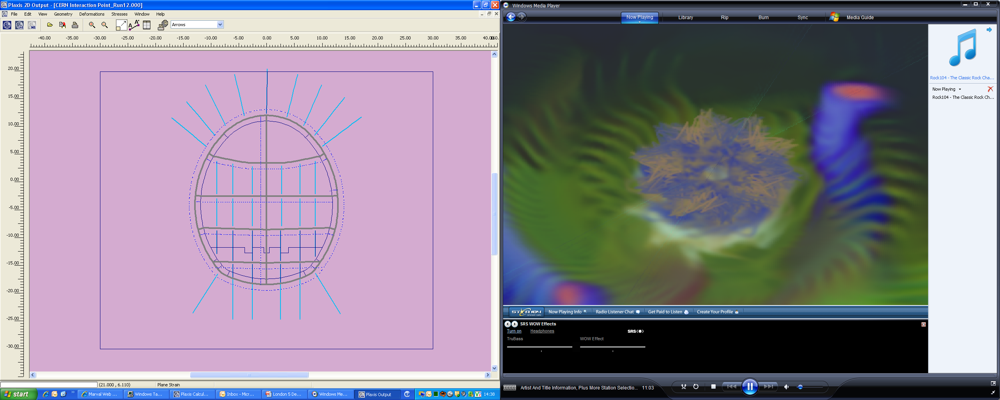 Plaxis 2D Output - [CERN Interaction Point_Run12.000]
File Edit View Geometry Deformations Stresses Window Help
Arrows
-40.00 -35.00 -30.00 -25.00 -20.00 -15.00 -10.00 -5.00 0.00 5.00 10.00 15.00 20.00 25.00 30.00 35.00
20.00
15.00
10.00
5.00
0.00
-5.00
-10.00
-15.00
-20.00
-25.00
-30.00
(21.000 , 6.110) Plane Strain
start
Marval Web ...
Windows Ta...
Plaxis Calcul...
Inbox - Micr...
London 5 De...
Windows Me...
Plaxis Output
14:38
Windows Media Player
Now Playing Library Rip Burn Sync Media Guide
Rock104 - The Classic Rock Cha...
Now Playing
Rock104 - The Classic Rock Ch...
STAR104
internet radio
Now Playing Info Radio Listener Chat Get Paid to Listen Create Your Profile
SRS WOW Effects
Turn on Headphones SRS
TruBass WOW Effect
Artist And Title Information, Plus More Station Selectio... 11:03